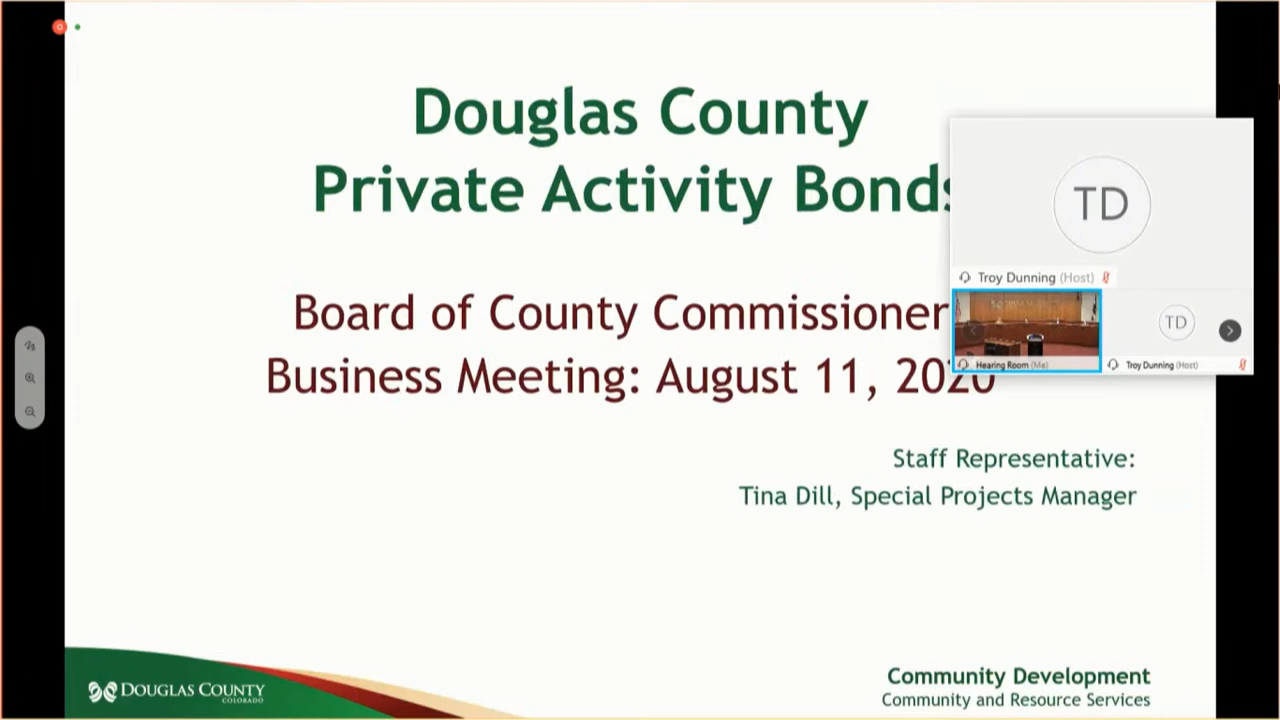 Douglas County
Private Activity Bonds
TD
Troy Dunning (Host)
Board of County Commissioner
Business Meeting: August 11, 2020
TD
Hearing Room (Me)
Troy Dunning (Host)
Staff Representative:
Tina Dill, Special Projects Manager
DOUGLAS COUNTY
COLORADO
Community Development
Community and Resource Services